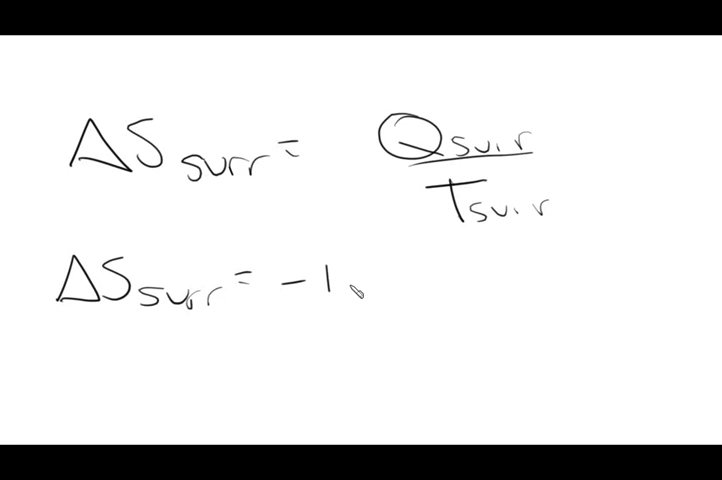 ΔS surr = Q surr / T surr
ΔS surr = -1.